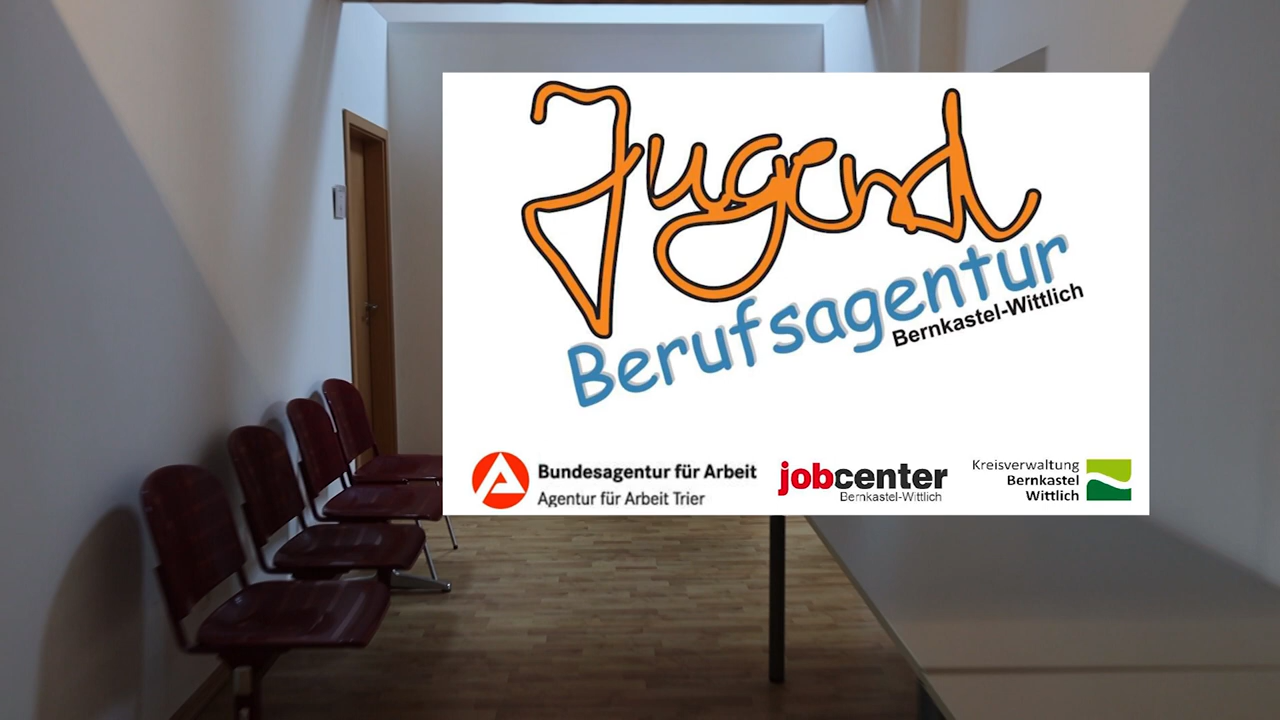 Jugend
Berufsagentur
Bernkastel-Wittlich
Bundesagentur für Arbeit
Agentur für Arbeit Trier
jobcenter
Bernkastel-Wittlich
Kreisverwaltung
Bernkastel
Wittlich